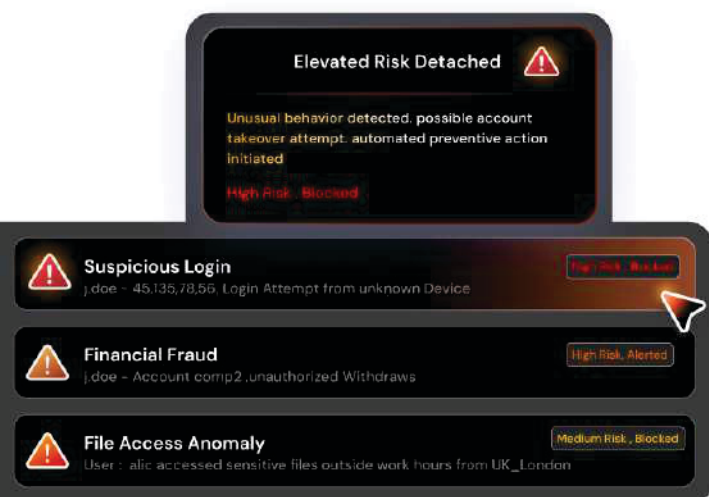 Elevated Risk Detached
Unusual behavior detected. possible account
takeover attempt. automated preventive action
initiated
High Risk , Blocked
Suspicious Login
j.doe - 45.135,78,56, Login Attempt from unknown Device
High Risk , Blocked
Financial Fraud
j.doe - Account comp2 ,unauthorized Withdraws
High Risk, Alerted
File Access Anomaly
User : alic accessed sensitive files outside work hours from UK_London
Medium Risk , Blocked